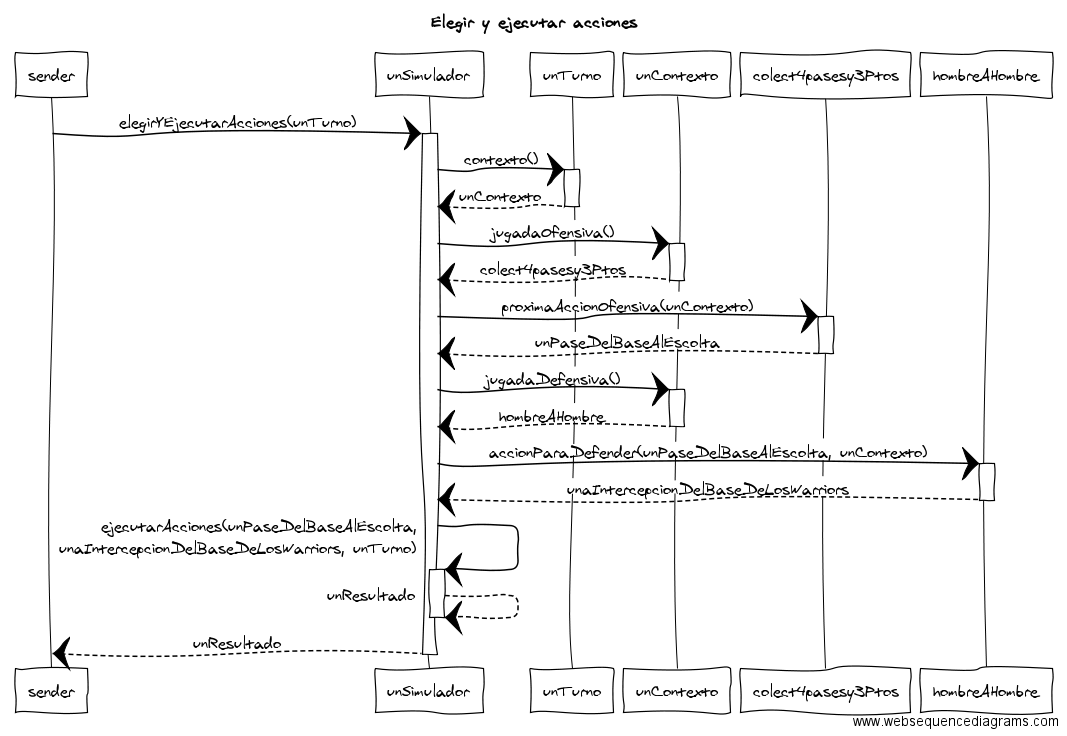 Elegir y ejecutar acciones
sender
unSimulador
unTurno
unContexto
colect4pasesy3Ptos
hombreAHombre
elegirYEjecutarAcciones(unTurno)
contexto()
unContexto
jugadaOfensiva()
colect4pasesy3Ptos
proximaAccionOfensiva(unContexto)
unPaseDelBaseAlEscolta
jugadaDefensiva()
hombreAHombre
accionParaDefender(unPaseDelBaseAlEscolta, unContexto)
unaIntercepcionDelBaseDeLosWarriors
ejecutarAcciones(unPaseDelBaseAlEscolta,
unaIntercepcionDelBaseDeLosWarriors, unTurno)
unResultado
unResultado
sender
unSimulador
unTurno
unContexto
colect4pasesy3Ptos
hombreAHombre
www.websequencediagrams.com